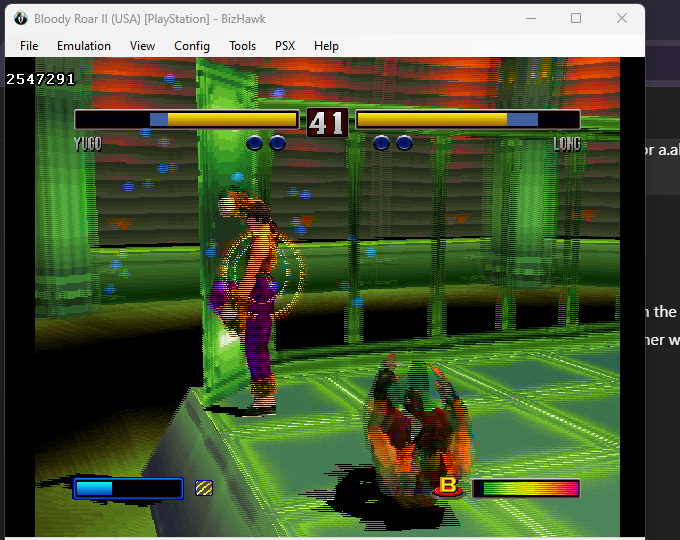 Bloody Roar II (USA) [PlayStation] - BizHawk
File Emulation View Config Tools PSX Help
2547291
41
YUGO LONG
or a.al
n the
her w
B